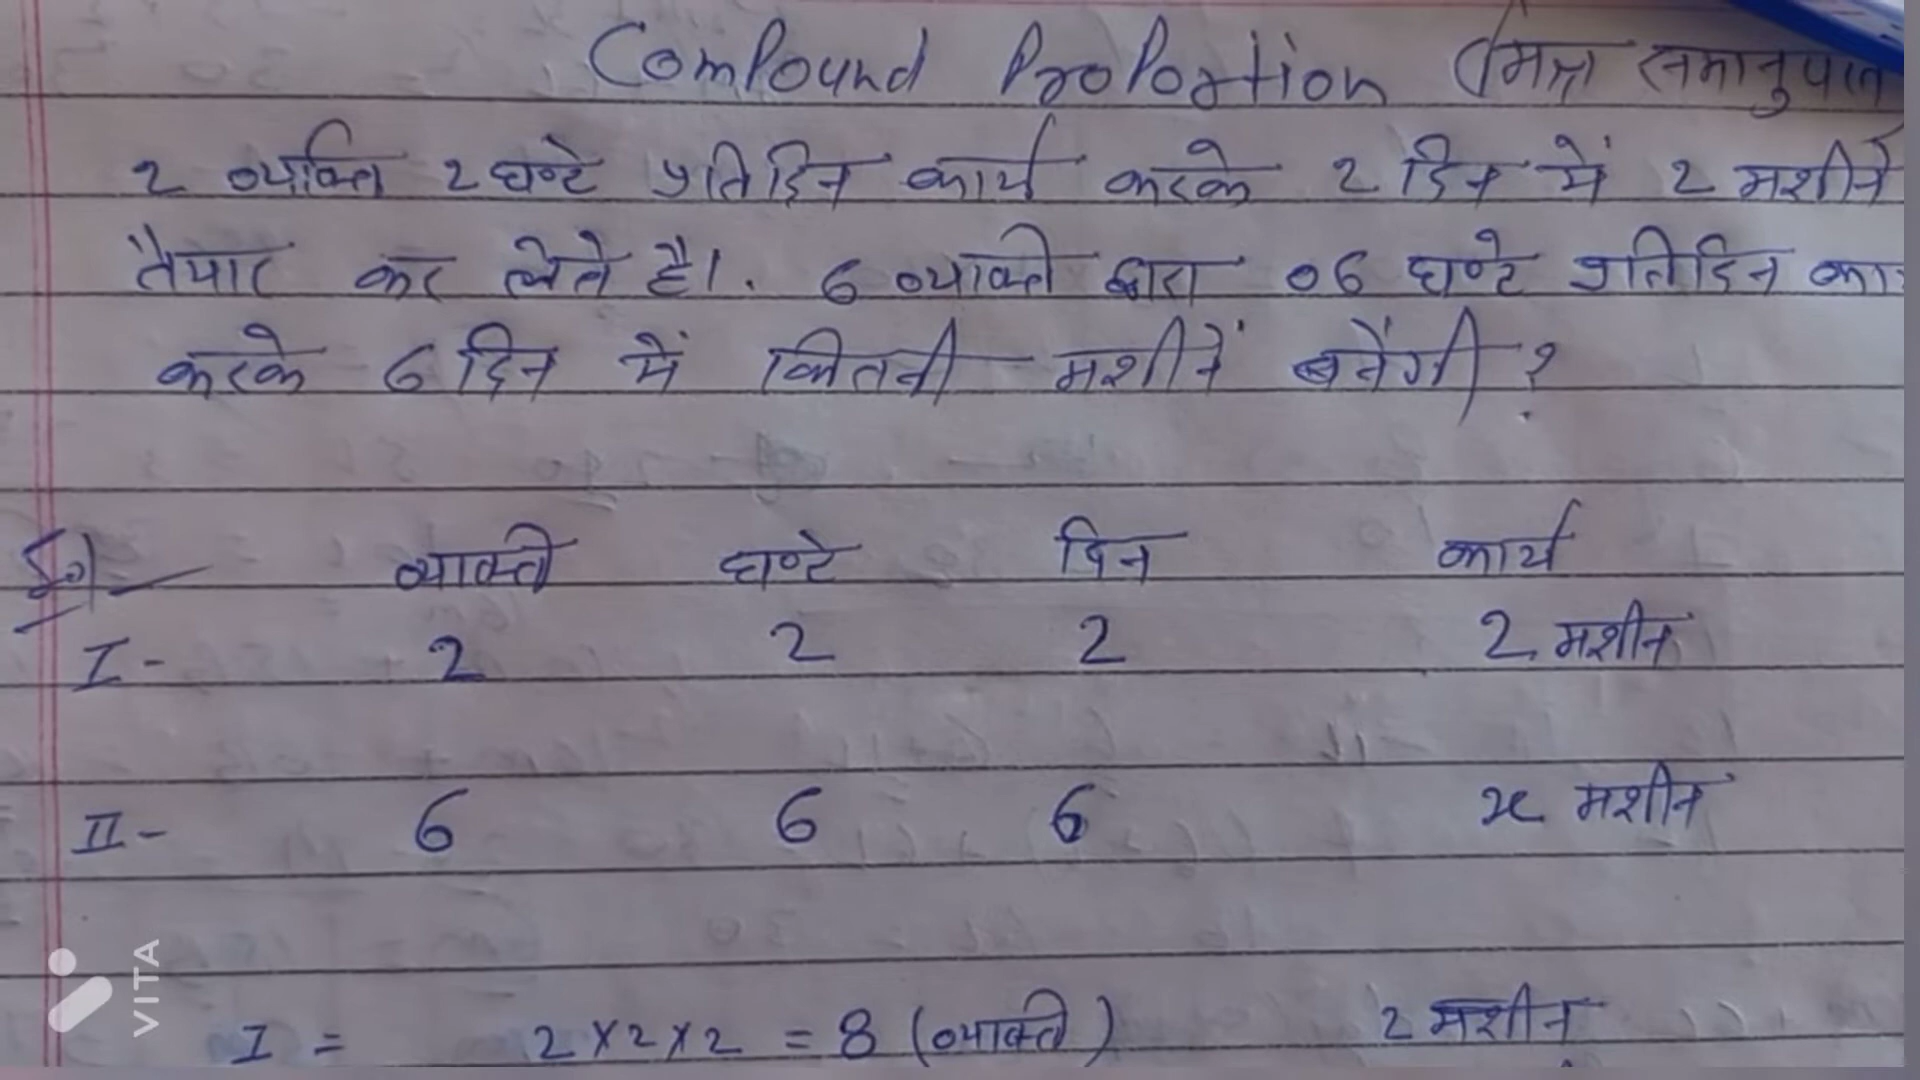 Compound Proportion (मिश्र समानुपात
2 व्यक्ति 2 घण्टे प्रतिदिन कार्य करके 2 दिन में 2 मशीने
तैयार कर लेते है।. 6 व्यक्ति द्वारा 06 घण्टे प्रतिदिन का
करके 6 दिन में कितनी मशीनें बनेंगी ?
व्यक्ति घण्टे दिन कार्य
I - 2 2 2 2 मशीन
II - 6 6 6 x मशीन
I = 2×2×2 = 8 (व्यक्ति) 2 मशीन
VITA